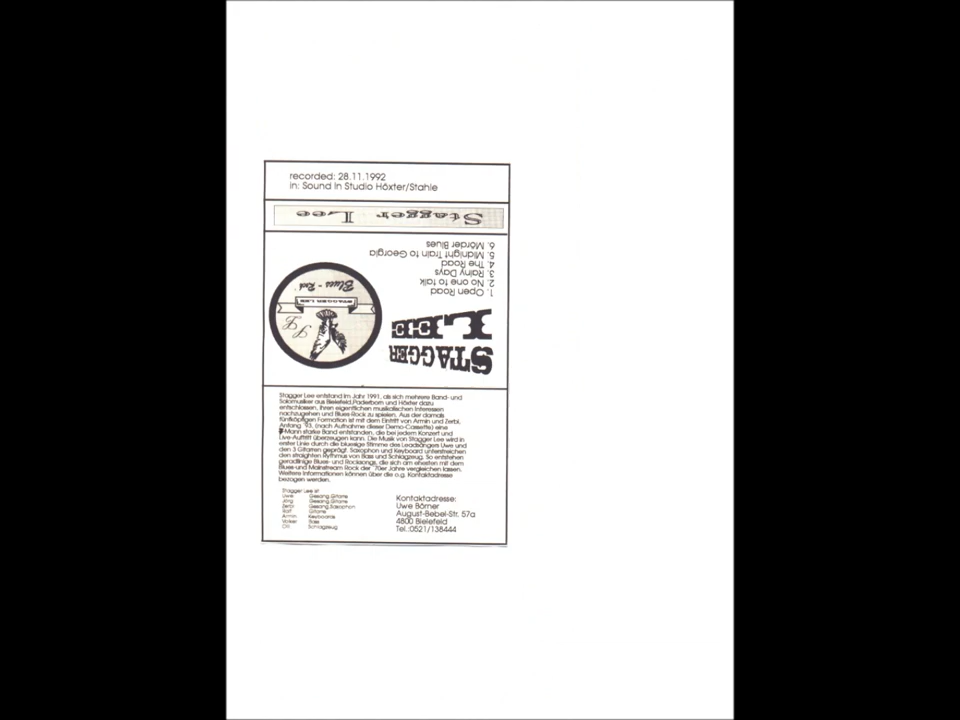 recorded: 28.11.1992
in: Sound In Studio Höxter/Stahle
Stagger Lee
STAGGER
LEE
1. Open Road
2. No one to talk
3. Rainy Days
4. The Road
5. Midnight Train to Georgia
6. Mörder Blues
STAGGER LEE
Blues - Rock
Stagger Lee entstand im Jahr 1991, als sich mehrere Band- und
Solomusiker aus Bielefeld,Paderborn und Höxter dazu
entschlossen, ihren eigentlichen musikalischen Interessen
nachzugehen und Blues-Rock zu spielen. Aus der damals
fünfköpfigen Formation ist mit dem Eintritt von Armin und Zerbi,
Anfang '93, (nach Aufnahme dieser Demo-Cassette) eine
7-Mann starke Band entstanden, die bei jedem Konzert und
Live-Auftritt überzeugen kann. Die Musik von Stagger Lee wird in
erster Linie durch die bluesige Stimme des Leadsängers Uwe und
den 3 Gitarren geprägt. Saxophon und Keyboard unterstreichen
den straighten Rythmus von Bass und Schlagzeug. So entstehen
geradlinige Blues- und Rocksongs, die sich am ehesten mit dem
Blues-und Mainstream Rock der '70er Jahre vergleichen lassen.
Weitere Informationen können über die o.g. Kontaktadresse
bezogen werden.
Stagger Lee ist
Uwe: Gesang,Gitarre
Jörg: Gesang,Gitarre
Zerbi: Gesang,Saxophon
Ralf: Gitarre
Armin: Keyboards
Volker: Bass
Olli: Schlagzeug
Kontaktadresse:
Uwe Börner
August-Bebel-Str. 57a
4800 Bielefeld
Tel.:0521/138444